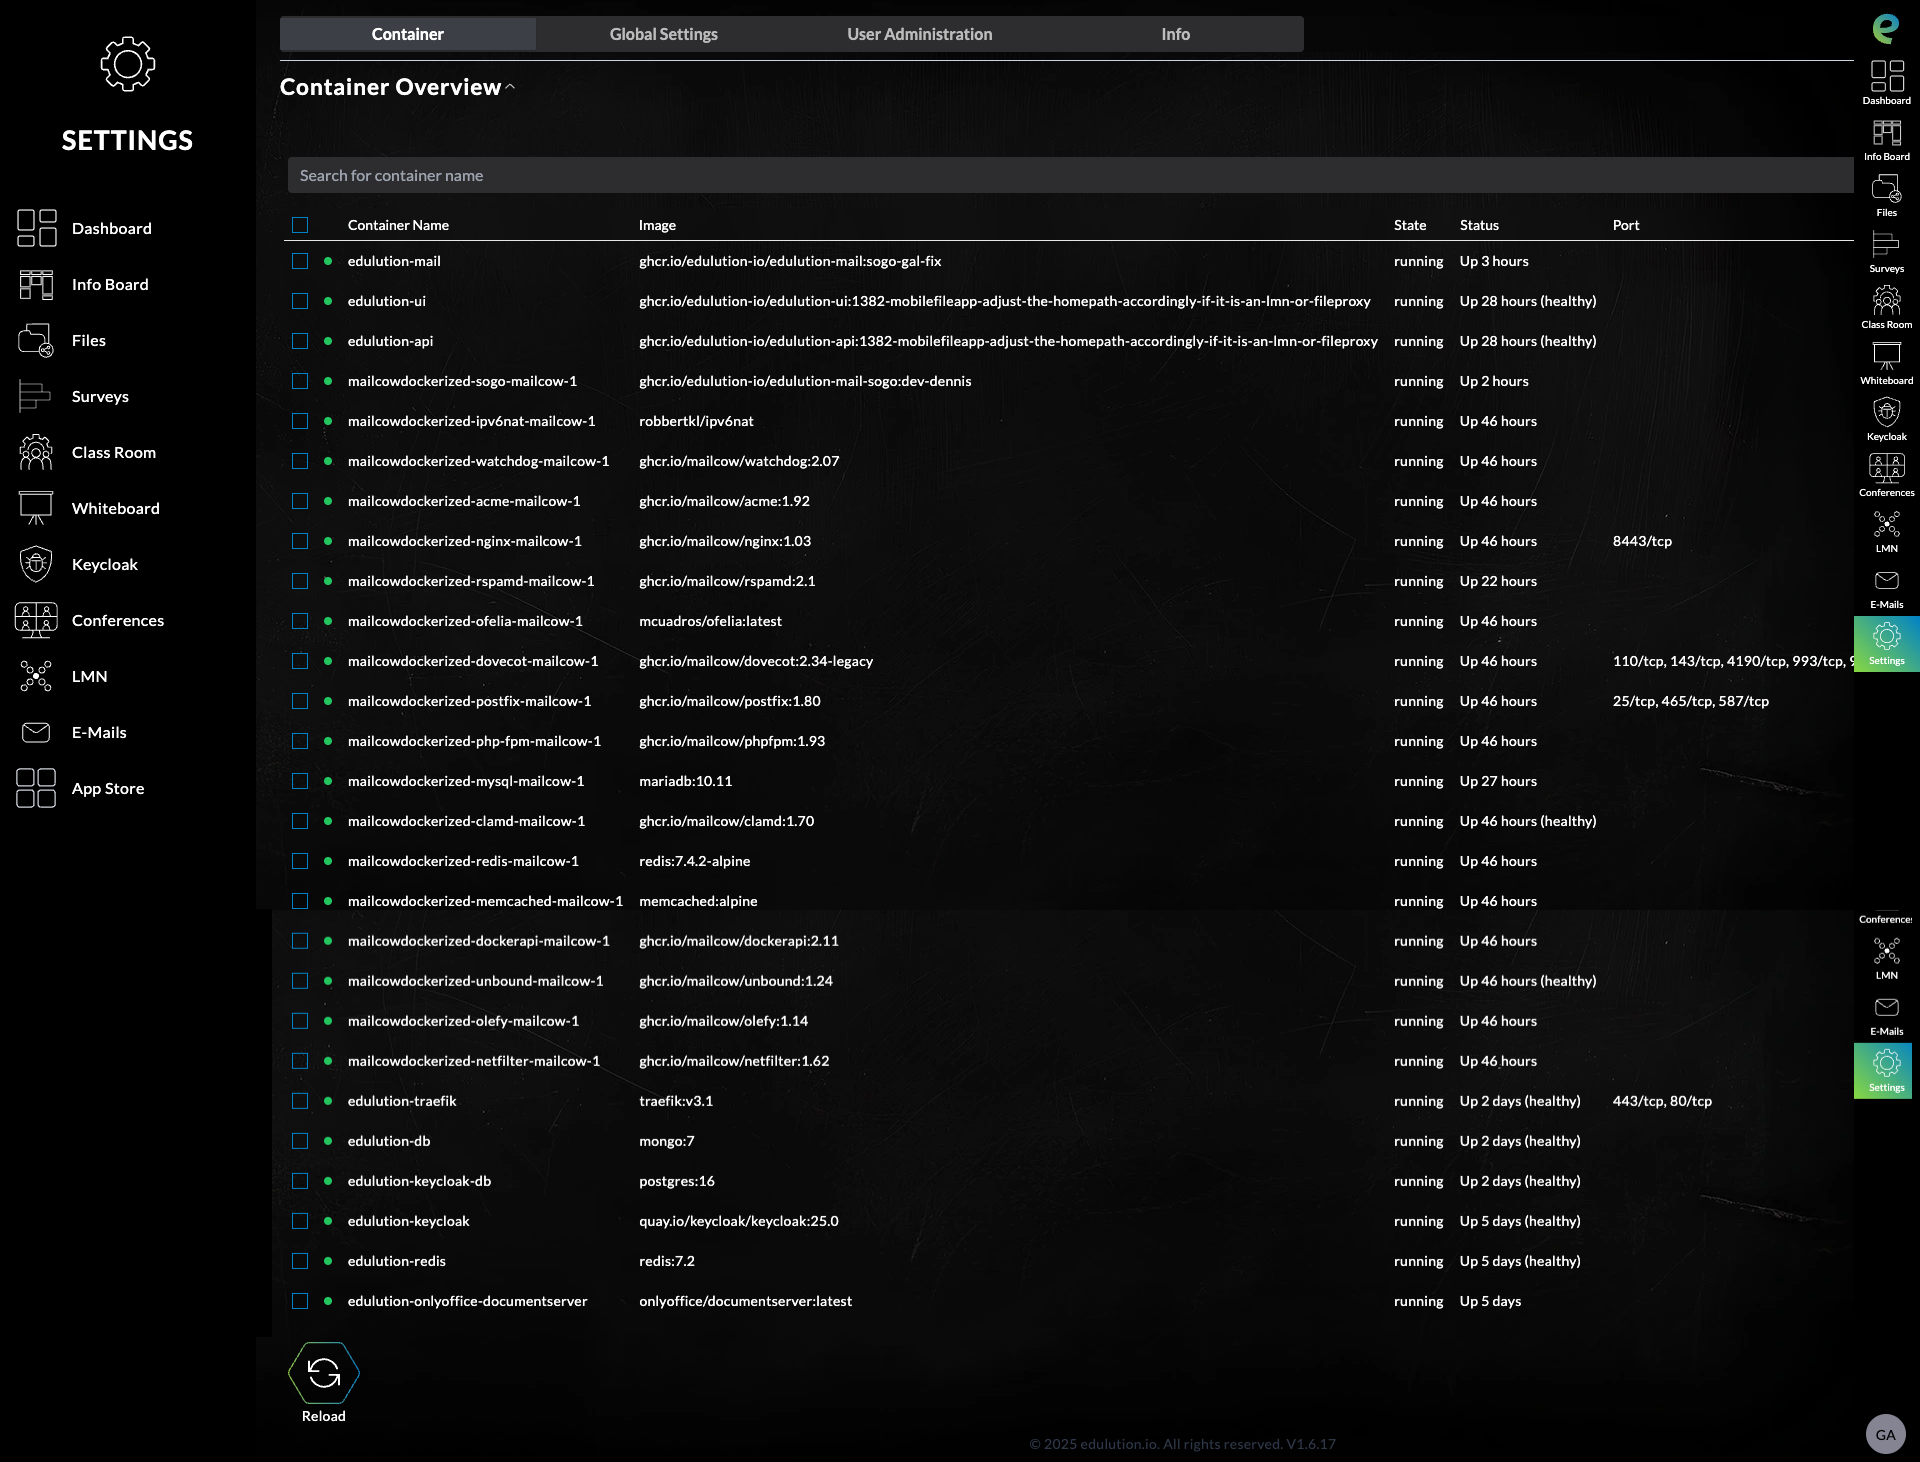 SETTINGS
Dashboard
Info Board
Files
Surveys
Class Room
Whiteboard
Keycloak
Conferences
LMN
E-Mails
App Store
Container Global Settings User Administration Info
Container Overview
Search for container name
Container Name Image State Status Port
edulution-mail ghcr.io/edulution-io/edulution-mail:sogo-gal-fix running Up 3 hours
edulution-ui ghcr.io/edulution-io/edulution-ui:1382-mobilefileapp-adjust-the-homepath-accordingly-if-it-is-an-lmn-or-fileproxy running Up 28 hours (healthy)
edulution-api ghcr.io/edulution-io/edulution-api:1382-mobilefileapp-adjust-the-homepath-accordingly-if-it-is-an-lmn-or-fileproxy running Up 28 hours (healthy)
mailcowdockerized-sogo-mailcow-1 ghcr.io/edulution-io/edulution-mail-sogo:dev-dennis running Up 2 hours
mailcowdockerized-ipv6nat-mailcow-1 robbertkl/ipv6nat running Up 46 hours
mailcowdockerized-watchdog-mailcow-1 ghcr.io/mailcow/watchdog:2.07 running Up 46 hours
mailcowdockerized-acme-mailcow-1 ghcr.io/mailcow/acme:1.92 running Up 46 hours
mailcowdockerized-nginx-mailcow-1 ghcr.io/mailcow/nginx:1.03 running Up 46 hours 8443/tcp
mailcowdockerized-rspamd-mailcow-1 ghcr.io/mailcow/rspamd:2.1 running Up 22 hours
mailcowdockerized-ofelia-mailcow-1 mcuadros/ofelia:latest running Up 46 hours
mailcowdockerized-dovecot-mailcow-1 ghcr.io/mailcow/dovecot:2.34-legacy running Up 46 hours 110/tcp, 143/tcp, 4190/tcp, 993/tcp, 9
mailcowdockerized-postfix-mailcow-1 ghcr.io/mailcow/postfix:1.80 running Up 46 hours 25/tcp, 465/tcp, 587/tcp
mailcowdockerized-php-fpm-mailcow-1 ghcr.io/mailcow/phpfpm:1.93 running Up 46 hours
mailcowdockerized-mysql-mailcow-1 mariadb:10.11 running Up 27 hours
mailcowdockerized-clamd-mailcow-1 ghcr.io/mailcow/clamd:1.70 running Up 46 hours (healthy)
mailcowdockerized-redis-mailcow-1 redis:7.4.2-alpine running Up 46 hours
mailcowdockerized-memcached-mailcow-1 memcached:alpine running Up 46 hours
mailcowdockerized-dockerapi-mailcow-1 ghcr.io/mailcow/dockerapi:2.11 running Up 46 hours
mailcowdockerized-unbound-mailcow-1 ghcr.io/mailcow/unbound:1.24 running Up 46 hours (healthy)
mailcowdockerized-olefy-mailcow-1 ghcr.io/mailcow/olefy:1.14 running Up 46 hours
mailcowdockerized-netfilter-mailcow-1 ghcr.io/mailcow/netfilter:1.62 running Up 46 hours
edulution-traefik traefik:v3.1 running Up 2 days (healthy) 443/tcp, 80/tcp
edulution-db mongo:7 running Up 2 days (healthy)
edulution-keycloak-db postgres:16 running Up 2 days (healthy)
edulution-keycloak quay.io/keycloak/keycloak:25.0 running Up 5 days (healthy)
edulution-redis redis:7.2 running Up 5 days (healthy)
edulution-onlyoffice-documentserver onlyoffice/documentserver:latest running Up 5 days
Reload
© 2025 edulution.io. All rights reserved. V1.6.17
Dashboard
Info Board
Files
Surveys
Class Room
Whiteboard
Keycloak
Conferences
LMN
E-Mails
Settings
Conferences
LMN
E-Mails
Settings
GA